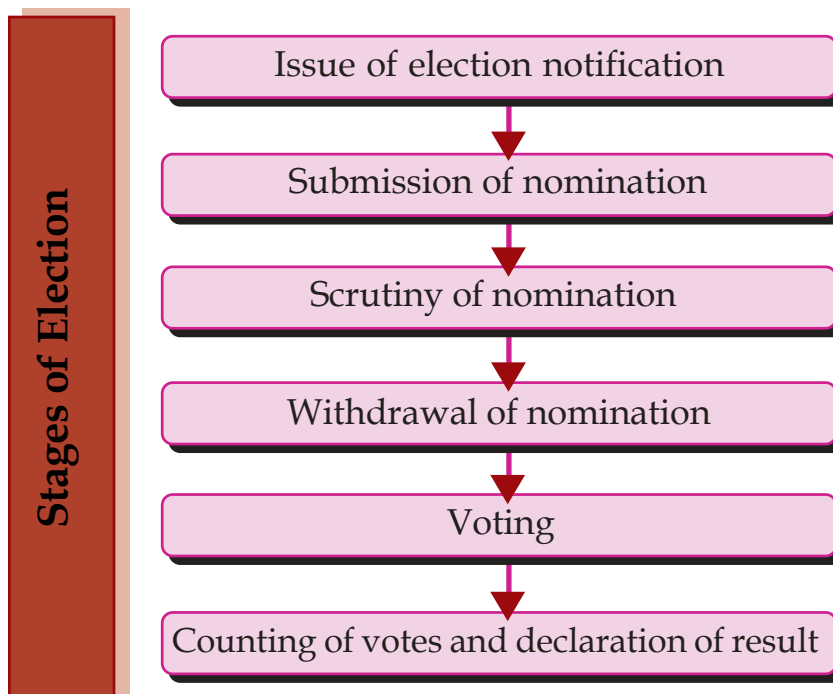 Stages of Election
Issue of election notification
Submission of nomination
Scrutiny of nomination
Withdrawal of nomination
Voting
Counting of votes and declaration of result